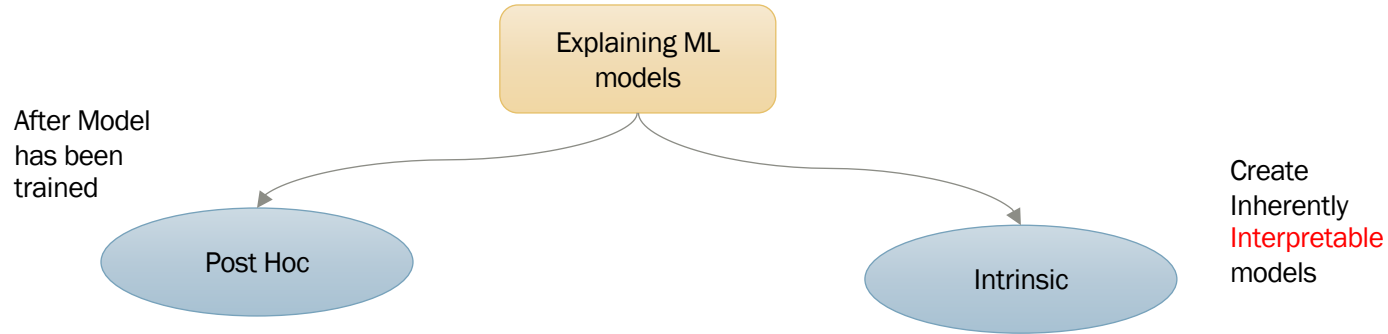 Explaining ML
models
After Model
has been
trained
Post Hoc
Create
Inherently
Interpretable
models
Intrinsic